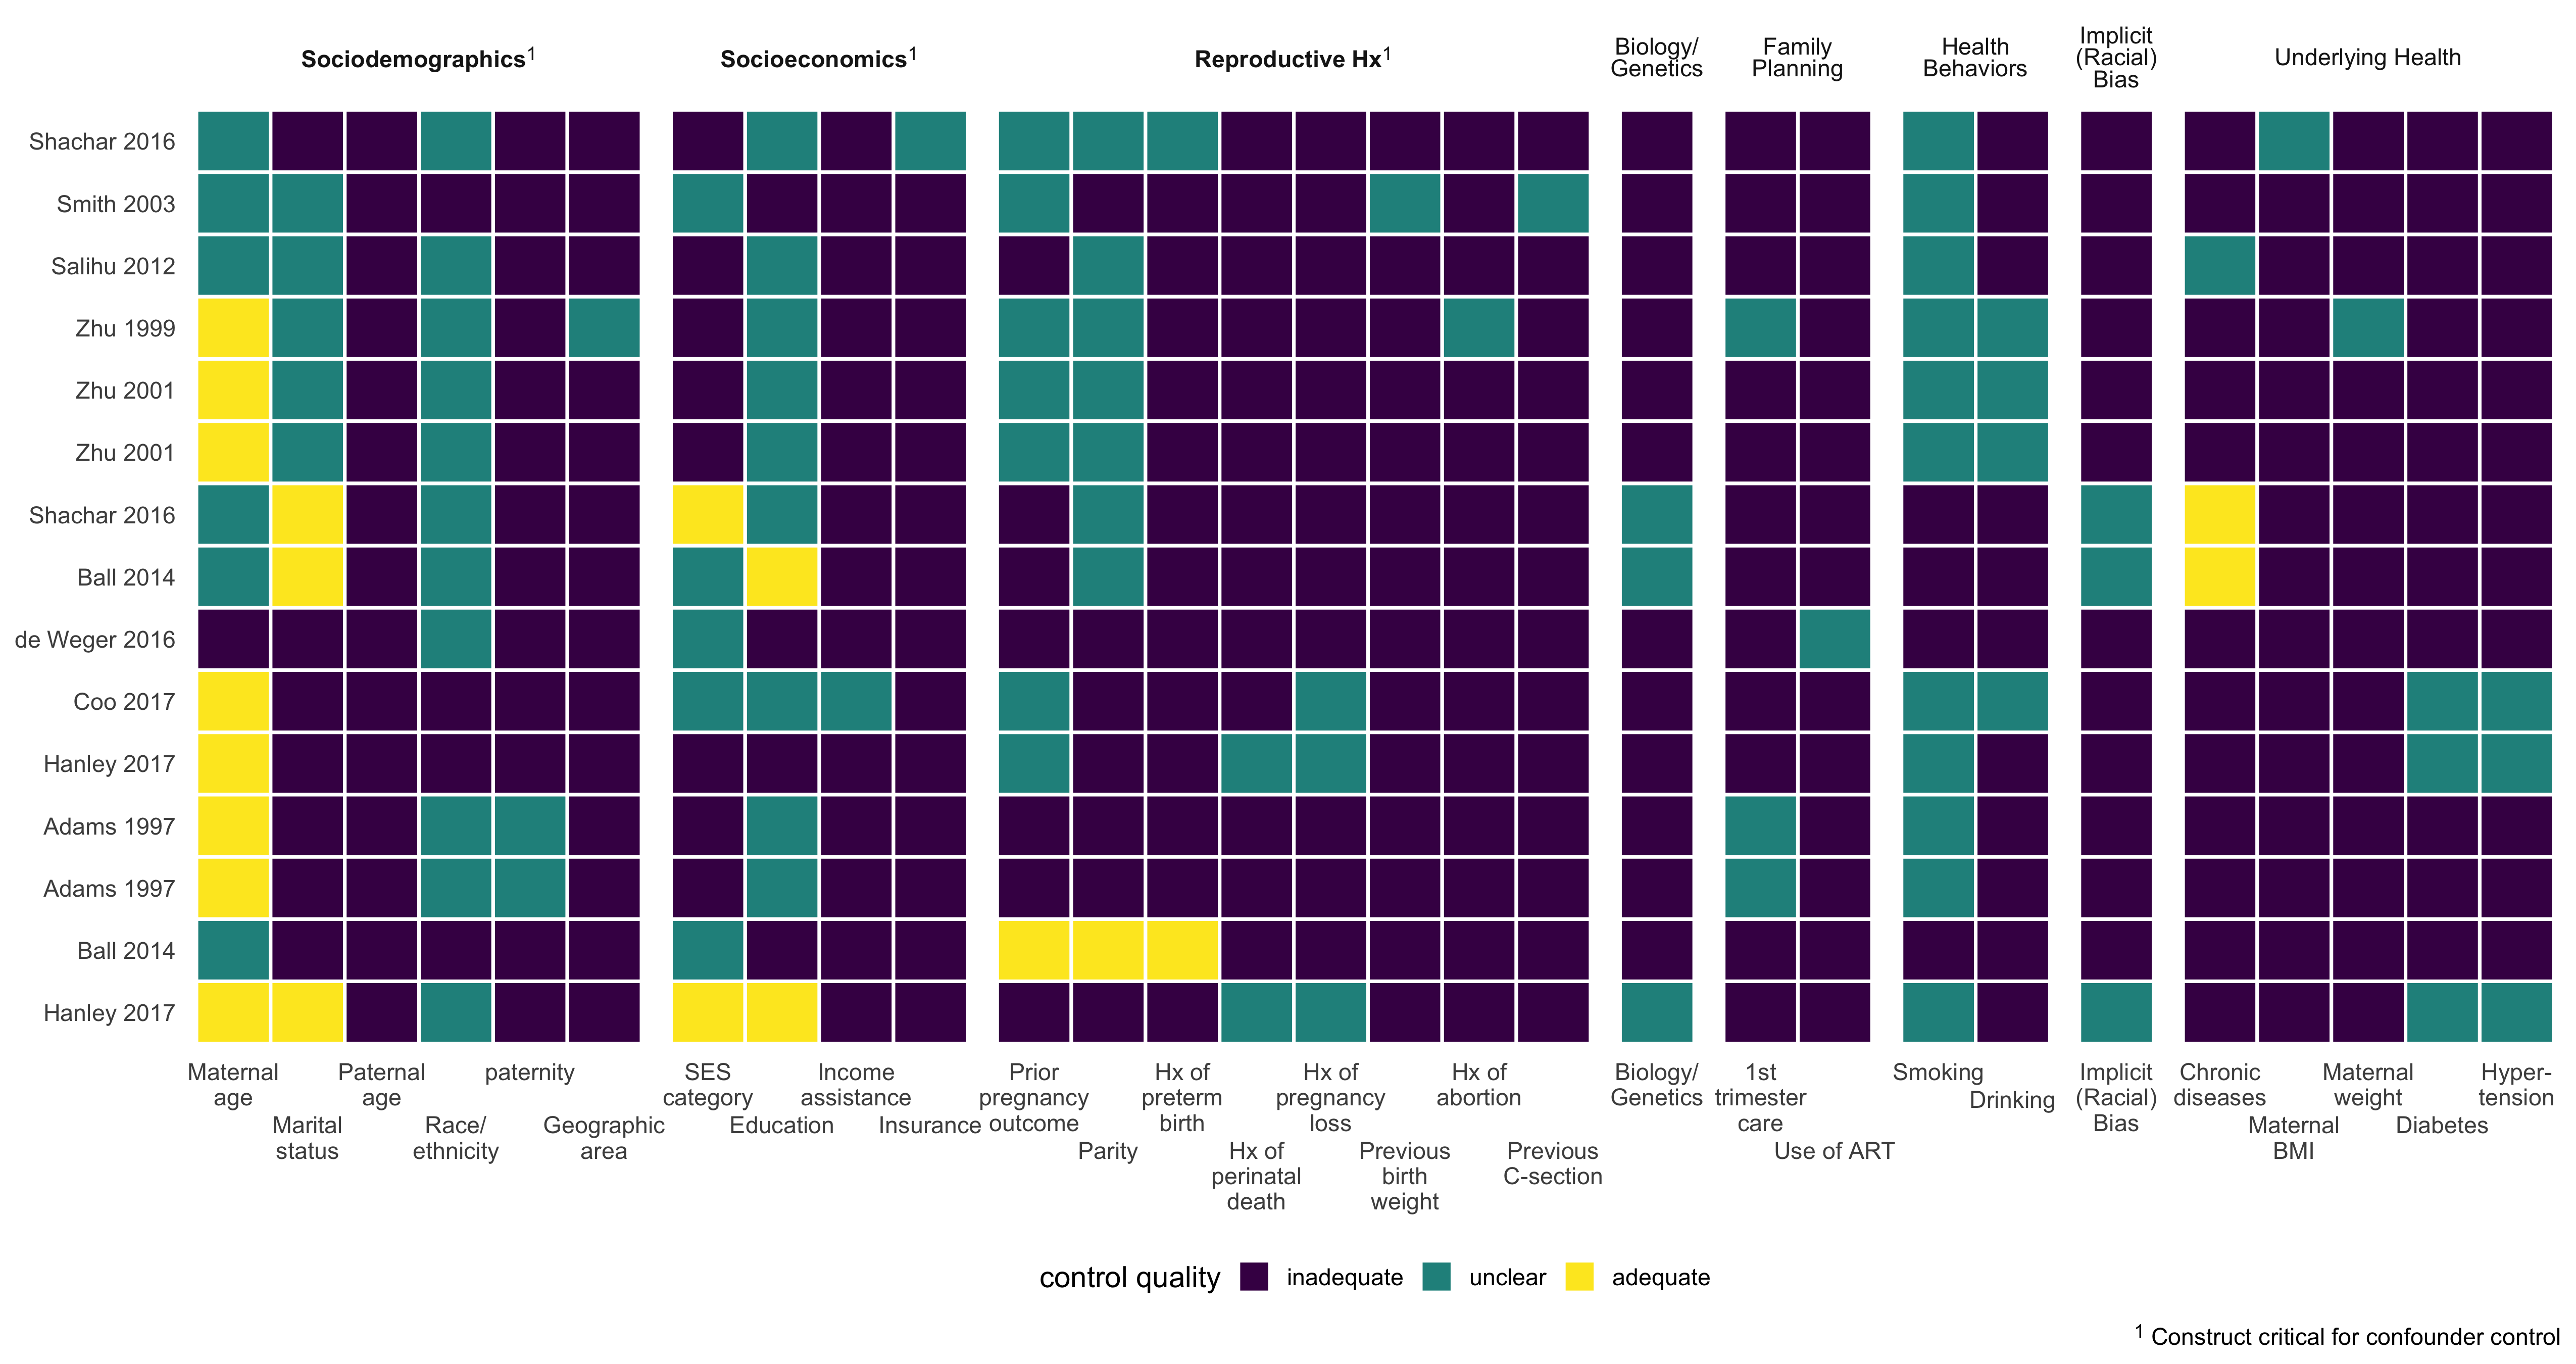 Sociodemographics¹
Socioeconomics¹
Reproductive Hx¹
Biology/
Genetics
Family
Planning
Health
Behaviors
Implicit
(Racial)
Bias
Underlying Health
Shachar 2016
Smith 2003
Salihu 2012
Zhu 1999
Zhu 2001
Zhu 2001
Shachar 2016
Ball 2014
de Weger 2016
Coo 2017
Hanley 2017
Adams 1997
Adams 1997
Ball 2014
Hanley 2017
Maternal
age
Marital
status
Paternal
age
Race/
ethnicity
paternity
Geographic
area
SES
category
Education
Income
assistance
Insurance
Prior
pregnancy
outcome
Parity
Hx of
preterm
birth
Hx of
perinatal
death
Hx of
pregnancy
loss
Previous
birth
weight
Hx of
abortion
Previous
C-section
Biology/
Genetics
1st
trimester
care
Use of ART
Smoking
Drinking
Implicit
(Racial)
Bias
Chronic
diseases
Maternal
BMI
Maternal
weight
Diabetes
Hyper-
tension
control quality inadequate unclear adequate
¹ Construct critical for confounder control